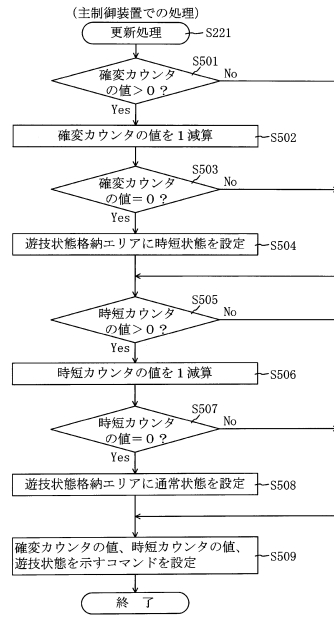 (主制御装置での処理)
更新処理
S221
S501
確変カウンタ
の値>0?
No
Yes
確変カウンタの値を1減算
S502
S503
確変カウンタ
の値=0?
No
Yes
遊技状態格納エリアに時短状態を設定
S504
S505
時短カウンタ
の値>0?
No
Yes
時短カウンタの値を1減算
S506
S507
時短カウンタ
の値=0?
No
Yes
遊技状態格納エリアに通常状態を設定
S508
確変カウンタの値、時短カウンタの値、
遊技状態を示すコマンドを設定
S509
終 了